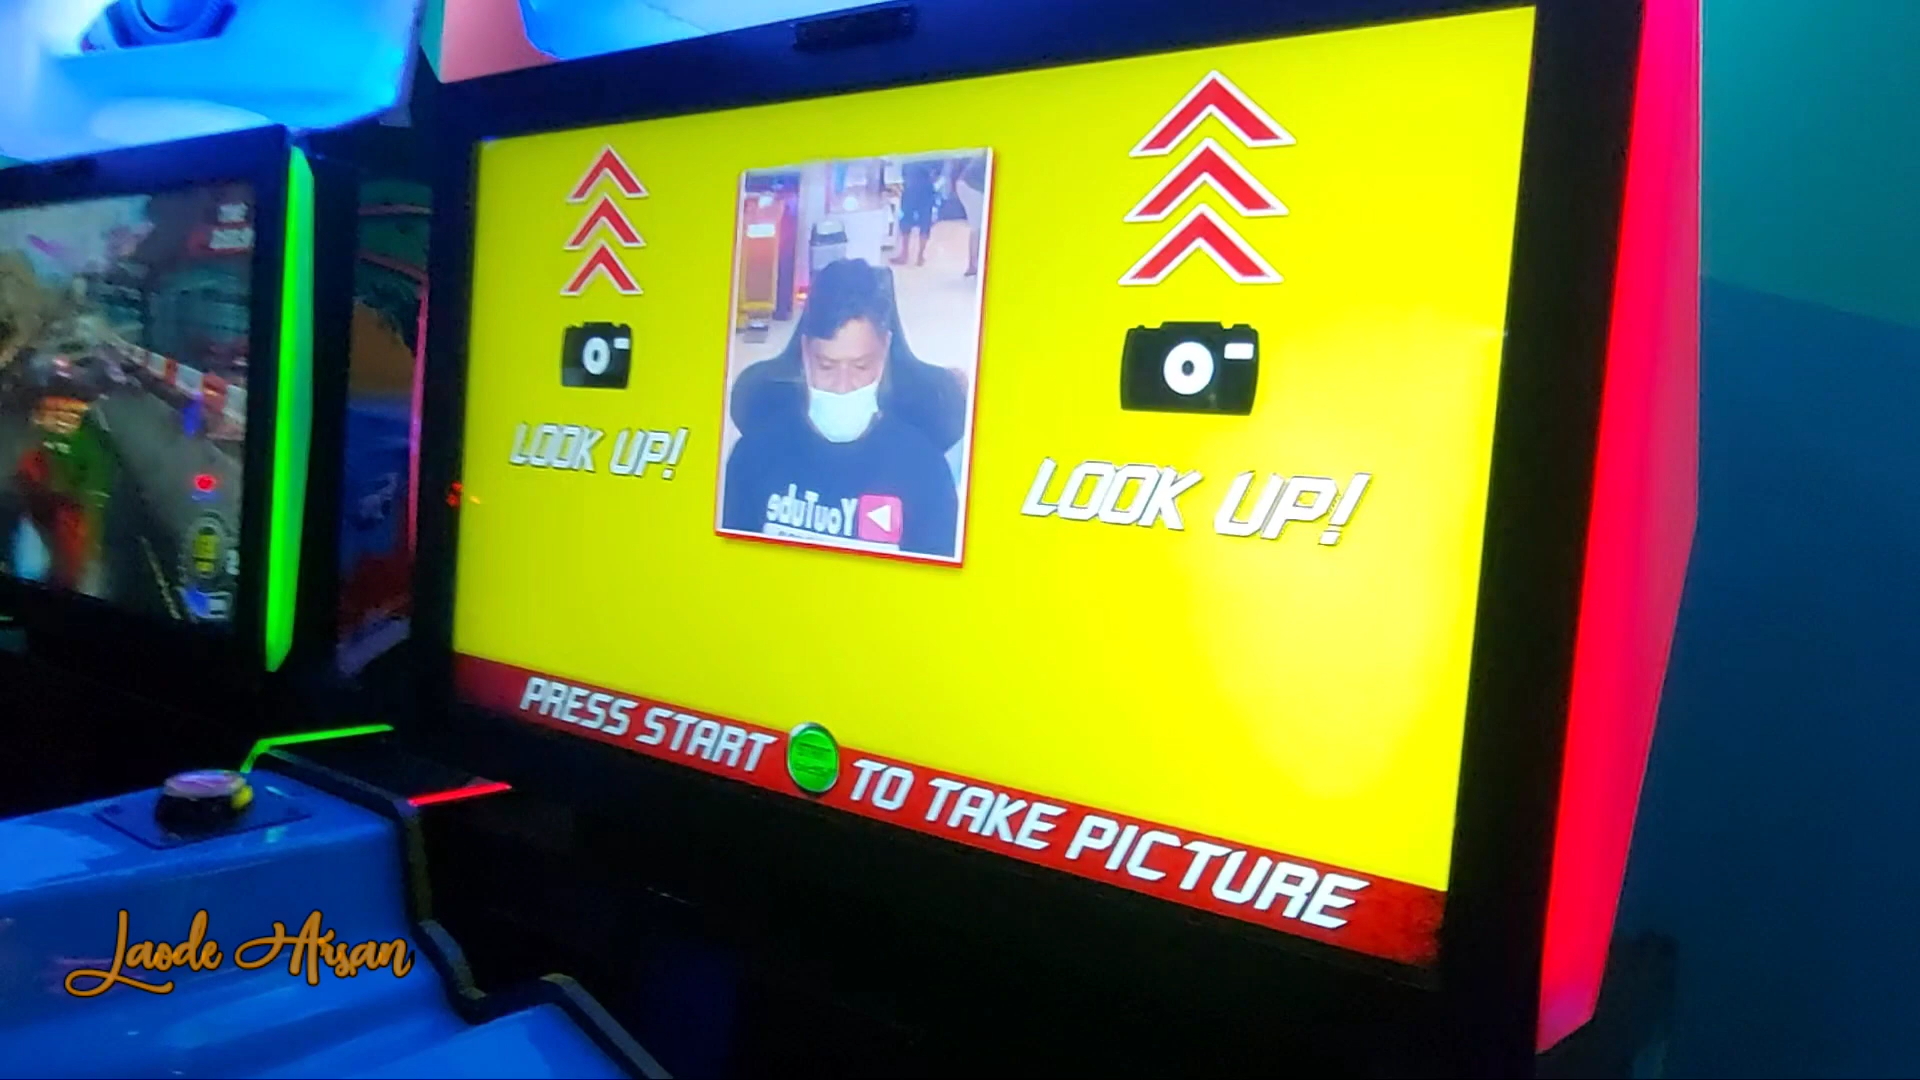 LOOK UP!
YouTube
LOOK UP!
PRESS START
TO TAKE PICTURE
Laode Arsan